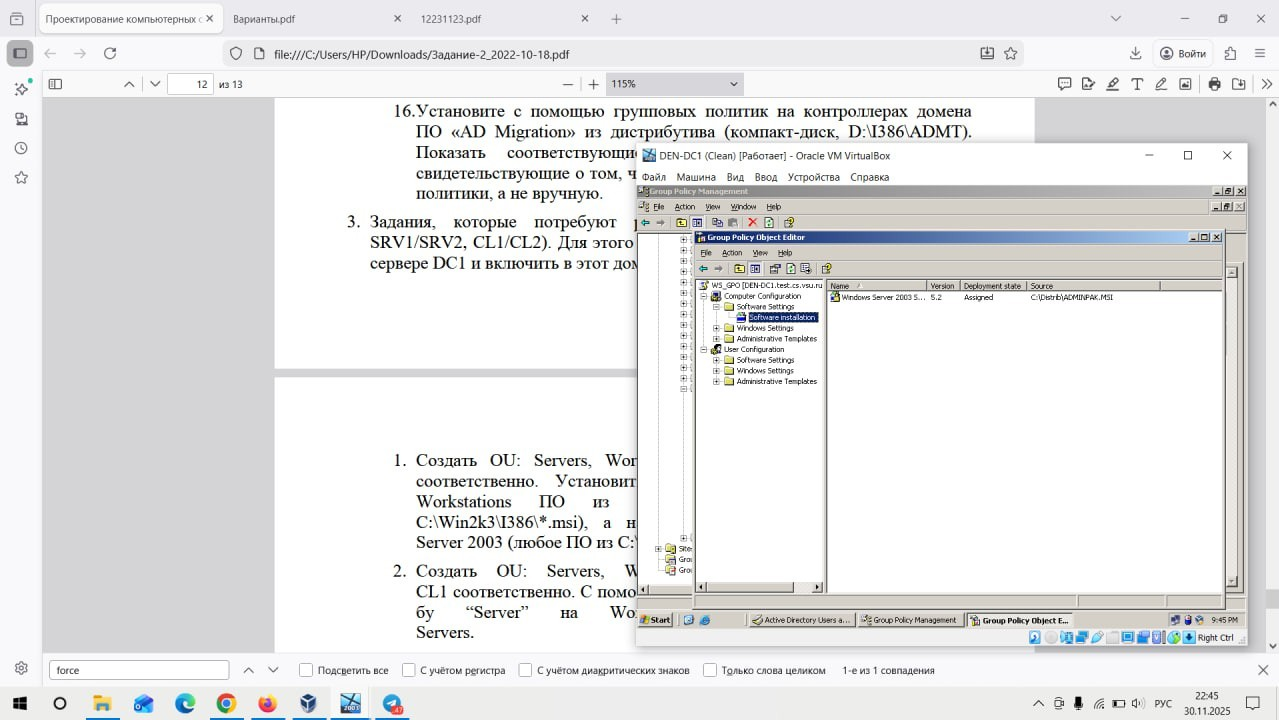 Проектирование компьютерных с
Варианты.pdf
12231123.pdf
file:///C:/Users/HP/Downloads/Задание-2_2022-10-18.pdf
Войти
12 из 13
115%
16.Установите с помощью групповых политик на контроллерах домена
ПО «AD Migration» из дистрибутива (компакт-диск, D:\I386\ADMT).
Показать соответствующи
свидетельствующие о том, ч
политики, а не вручную.
3. Задания, которые потребуют
SRV1/SRV2, CL1/CL2). Для этого
сервере DC1 и включить в этот дом
1. Создать OU: Servers, Wor
соответственно. Установит
Workstations ПО из
C:\Win2k3\I386\*.msi), а н
Server 2003 (любое ПО из C:\
2. Создать OU: Servers, W
CL1 соответственно. С помо
бу “Server” на Wor
Servers.
DEN-DC1 (Clean) [Работает] - Oracle VM VirtualBox
Файл Машина Вид Ввод Устройства Справка
Group Policy Management
File Action View Window Help
Group Policy Object Editor
File Action View Help
WS_GPO [DEN-DC1.test.cs.vsu.ru
Computer Configuration
Software Settings
Software installation
Windows Settings
Administrative Templates
User Configuration
Software Settings
Windows Settings
Administrative Templates
Name Version Deployment state Source
Windows Server 2003 S... 5.2 Assigned C:\Distrib\ADMINPAK.MSI
Site
Grou
Grou
Start
Active Directory Users a...
Group Policy Management
Group Policy Object E...
9:45 PM
Right Ctrl
force
Подсветить все
С учётом регистра
С учётом диакритических знаков
Только слова целиком
1-е из 1 совпадения
РУС
22:45
30.11.2025